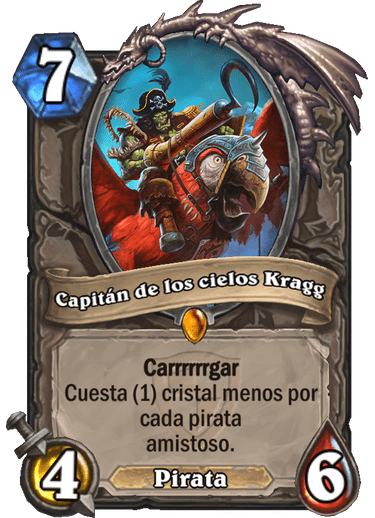 7
Capitán de los cielos Kragg
Carrrrrrgar
Cuesta (1) cristal menos por
cada pirata
amistoso.
4
Pirata
6